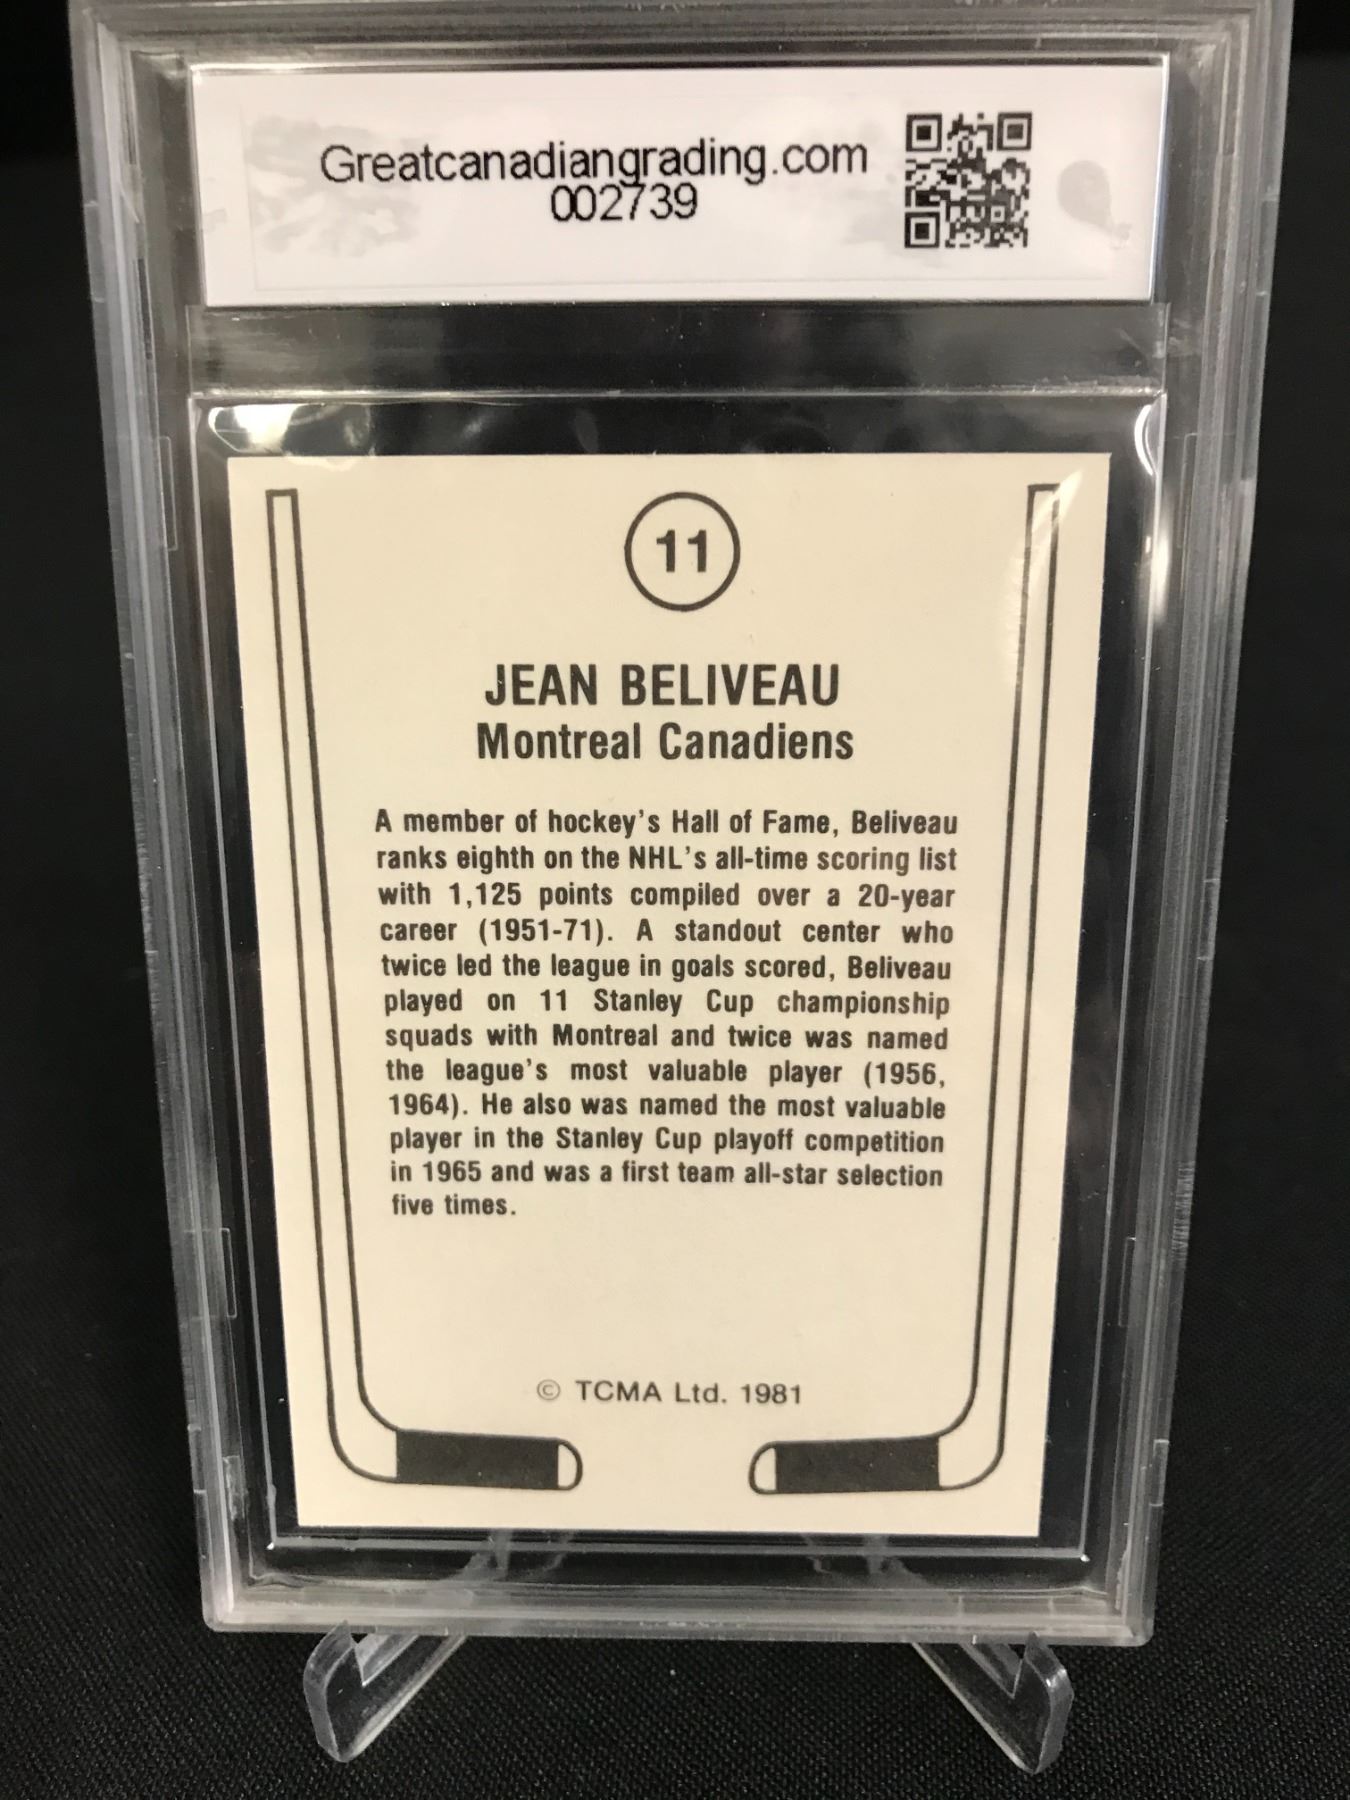 Greatcanadiangrading.com
002739
11
JEAN BELIVEAU
Montreal Canadiens
A member of hockey's Hall of Fame, Beliveau
ranks eighth on the NHL's all-time scoring list
with 1,125 points compiled over a 20-year
career (1951-71). A standout center who
twice led the league in goals scored, Beliveau
played on 11 Stanley Cup championship
squads with Montreal and twice was named
the league's most valuable player (1956,
1964). He also was named the most valuable
player in the Stanley Cup playoff competition
in 1965 and was a first team all-star selection
five times.
© TCMA Ltd. 1981